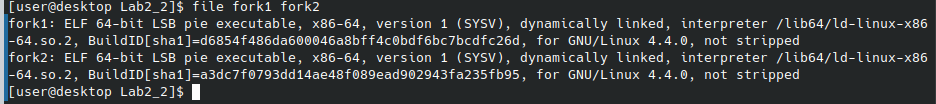 [user@desktop Lab2_2]$ file fork1 fork2
fork1: ELF 64-bit LSB pie executable, x86-64, version 1 (SYSV), dynamically linked, interpreter /lib64/ld-linux-x86
-64.so.2, BuildID[sha1]=d6854f486da600046a8bff4c0bdf6bc7bcdfc26d, for GNU/Linux 4.4.0, not stripped
fork2: ELF 64-bit LSB pie executable, x86-64, version 1 (SYSV), dynamically linked, interpreter /lib64/ld-linux-x86
-64.so.2, BuildID[sha1]=a3dc7f0793dd14ae48f089ead902943fa235fb95, for GNU/Linux 4.4.0, not stripped
[user@desktop Lab2_2]$